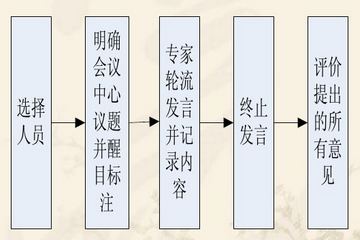 选择
人员
明确
会议
中心
议题
并醒
目标
注
专家
轮流
发言
并记
录内
容
终止
发言
评价
提出
的所
有意
见